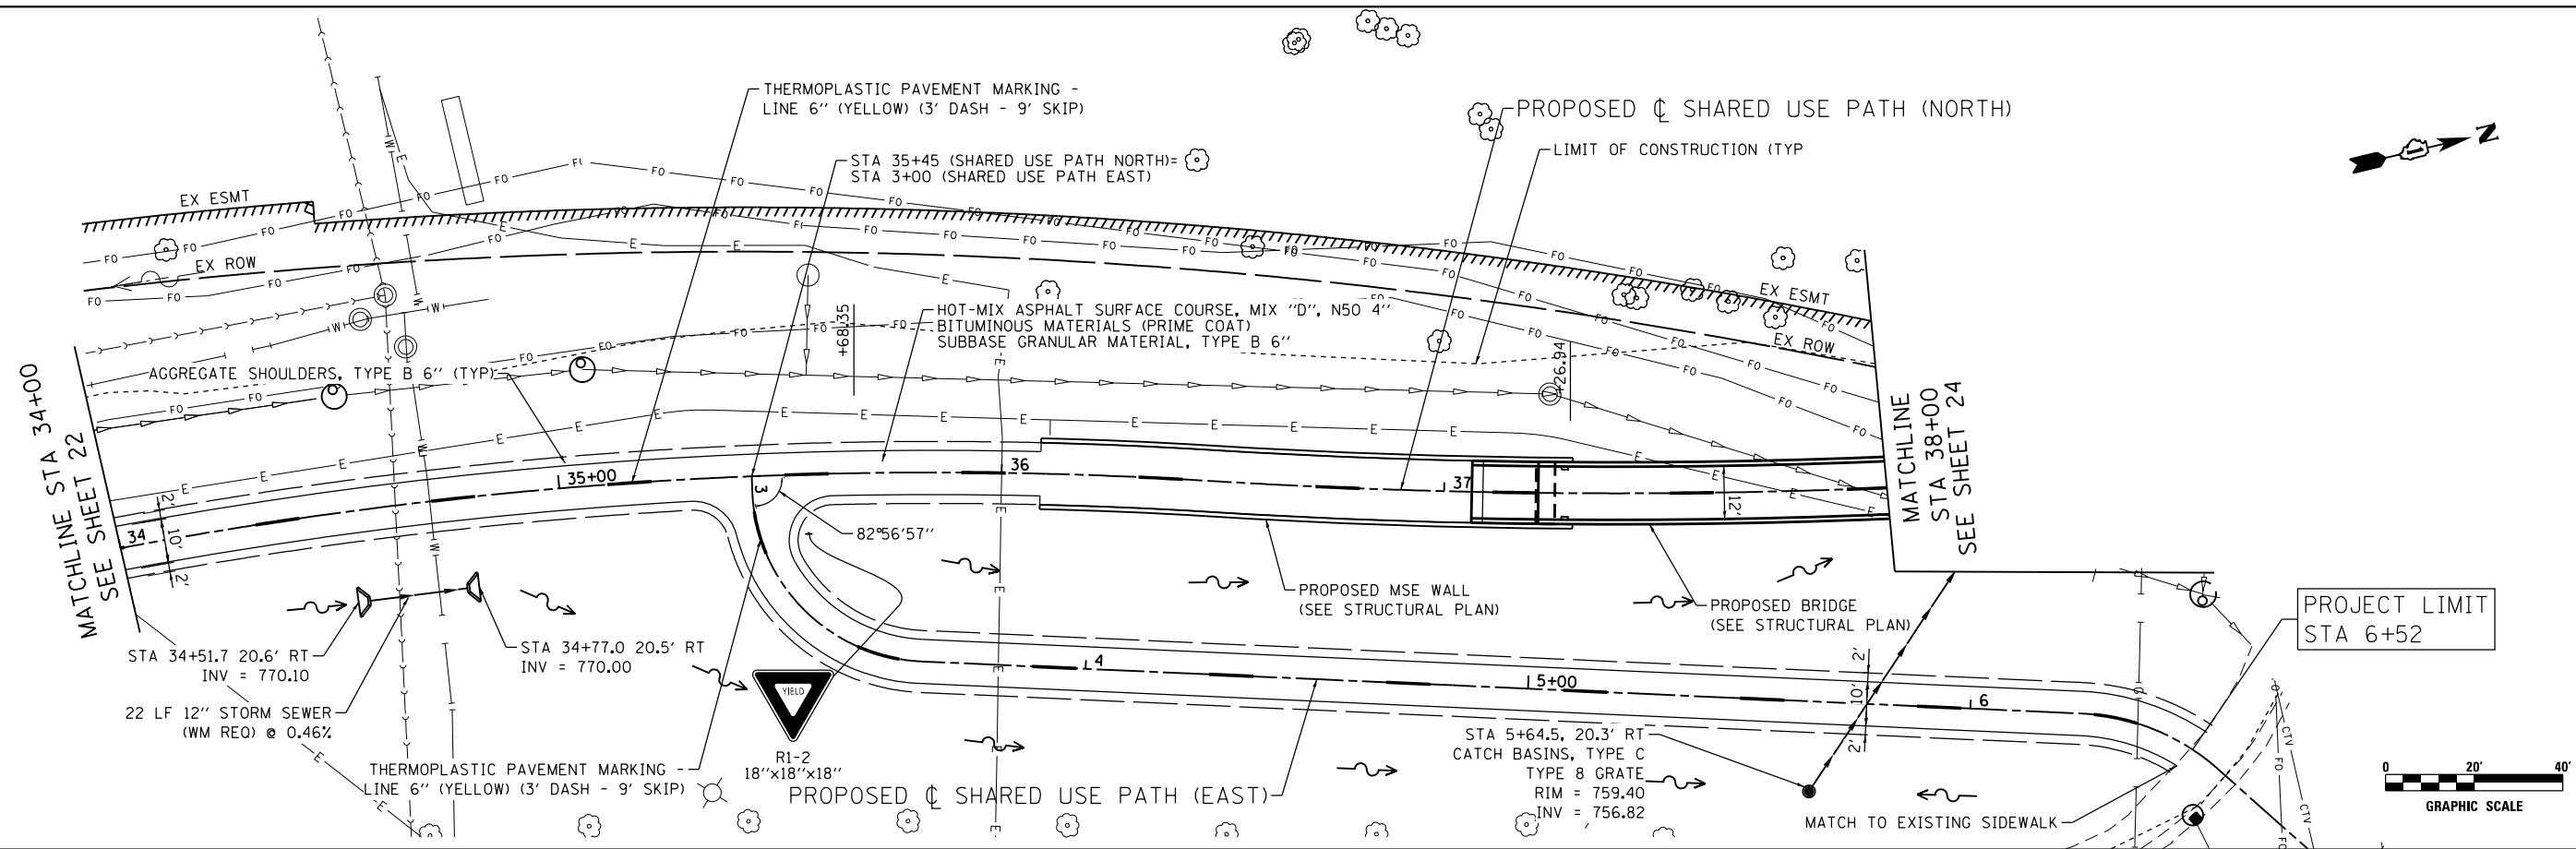 THERMOPLASTIC PAVEMENT MARKING -
LINE 6" (YELLOW) (3' DASH - 9' SKIP)
PROPOSED ℄ SHARED USE PATH (NORTH)
LIMIT OF CONSTRUCTION (TYP
N
STA 35+45 (SHARED USE PATH NORTH)=
STA 3+00 (SHARED USE PATH EAST)
EX ESMT
EX ROW
EX ESMT
EX ROW
+68.35
+26.94
HOT-MIX ASPHALT SURFACE COURSE, MIX "D", N50 4"
BITUMINOUS MATERIALS (PRIME COAT)
SUBBASE GRANULAR MATERIAL, TYPE B 6"
AGGREGATE SHOULDERS, TYPE B 6" (TYP)
MATCHLINE STA 34+00
SEE SHEET 22
MATCHLINE
STA 38+00
SEE SHEET 24
34
35+00
36
37
2'
10'
2'
12'
3
82°56'57"
PROPOSED MSE WALL
(SEE STRUCTURAL PLAN)
PROPOSED BRIDGE
(SEE STRUCTURAL PLAN)
PROJECT LIMIT
STA 6+52
STA 34+51.7 20.6' RT
INV = 770.10
STA 34+77.0 20.5' RT
INV = 770.00
22 LF 12" STORM SEWER
(WM REQ) @ 0.46%
YIELD
R1-2
18"x18"x18"
4
5+00
6
2'
10'
2'
THERMOPLASTIC PAVEMENT MARKING -
LINE 6" (YELLOW) (3' DASH - 9' SKIP)
PROPOSED ℄ SHARED USE PATH (EAST)
STA 5+64.5, 20.3' RT
CATCH BASINS, TYPE C
TYPE 8 GRATE
RIM = 759.40
INV = 756.82
MATCH TO EXISTING SIDEWALK
0 20' 40'
GRAPHIC SCALE
FO
E
W
G
CTV
CTV